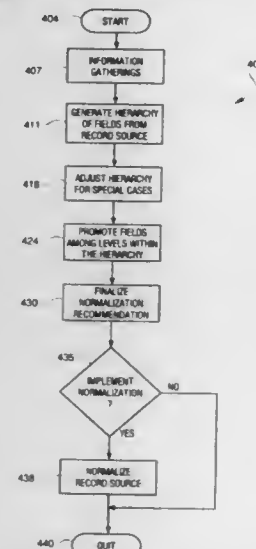 404
START
407
INFORMATION
GATHERINGS
411
GENERATE HIERARCHY
OF FIELDS FROM
RECORD SOURCE
418
ADJUST HIERARCHY
FOR SPECIAL CASES
424
PROMOTE FIELDS
AMONG LEVELS WITHIN
THE HIERARCHY
430
FINALIZE
NORMALIZATION
RECOMMENDATION
435
IMPLEMENT
NORMALIZATION
?
NO
YES
438
NORMALIZE
RECORD SOURCE
440
QUIT